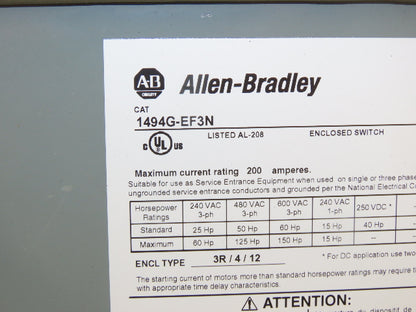 A-B
QUALITY
Allen-Bradley
CAT
1494G-EF3N
C UL US
LISTED AL-208 ENCLOSED SWITCH
Maximum current rating 200 amperes.
Suitable for use as Service Entrance Equipment when used on single or three phase
ungrounded service entrance conductors and grounded per the National Electrical
Horsepower Ratings 240 VAC 3-ph 480 VAC 3-ph 600 VAC 3-ph 240 VAC 1-ph 250 VDC *
Standard 25 Hp 50 Hp 60 Hp 15 Hp 40 Hp --
Maximum 60 Hp 125 Hp 150 Hp 15 Hp -- --
ENCL TYPE 3R / 4 / 12 * For DC application use two
The starting current of motors more than standard horsepower ratings may require
with appropriate time delay characteristics.
ATTENTION: